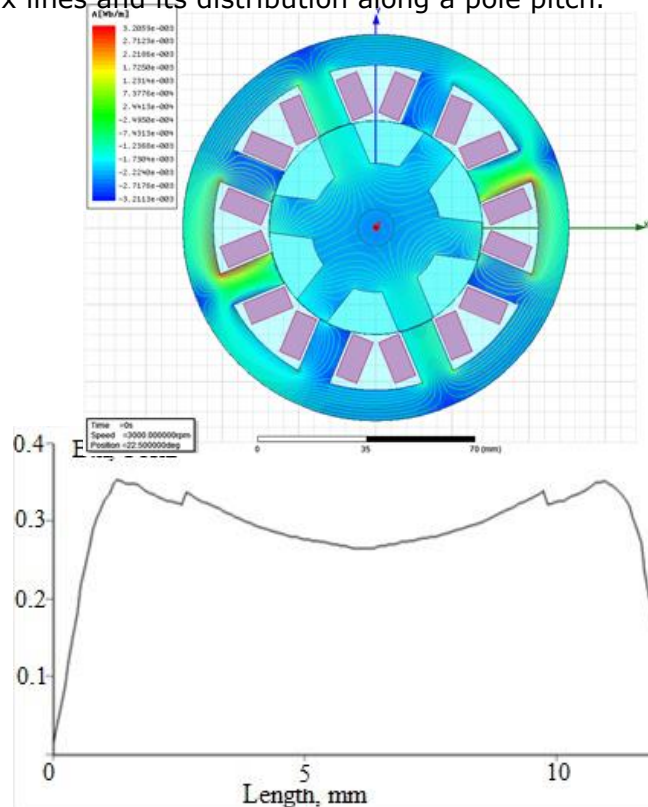 x lines and its distribution along a pole pitch.
A[Wb/m]
3.2059e-003
2.7123e-003
2.2186e-003
1.7250e-003
1.2314e-003
7.3776e-004
2.4413e-004
-2.4950e-004
-7.4313e-004
-1.2368e-003
-1.7304e-003
-2.2240e-003
-2.7176e-003
-3.2113e-003
Time =0s
Speed =3000.000000rpm
Position =22.500000deg
0 35 70 (mm)
0.4
0.3
0.2
0.1
0 5 10
Length, mm